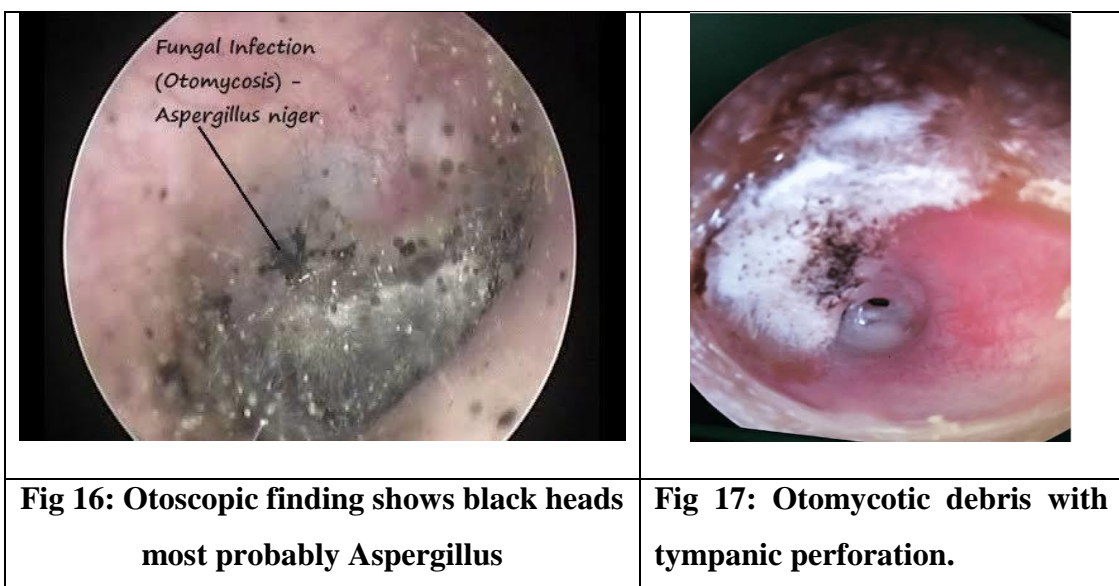 Fungal Infection
(Otomycosis) -
Aspergillus niger
Fig 16: Otoscopic finding shows black heads
most probably Aspergillus
Fig 17: Otomycotic debris with
tympanic perforation.